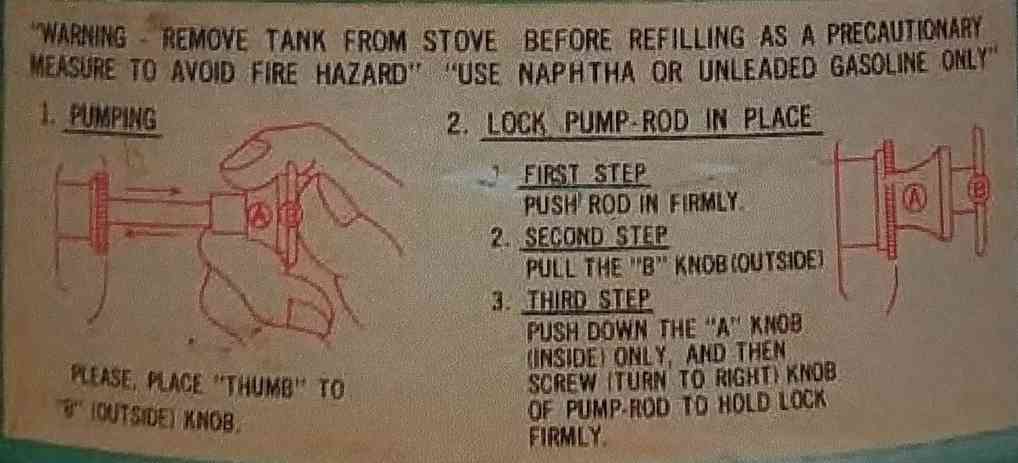 "WARNING - REMOVE TANK FROM STOVE BEFORE REFILLING AS A PRECAUTIONARY
MEASURE TO AVOID FIRE HAZARD" "USE NAPHTHA OR UNLEADED GASOLINE ONLY"
1. PUMPING
A B
PLEASE, PLACE "THUMB" TO
"B" (OUTSIDE) KNOB.
2. LOCK PUMP-ROD IN PLACE
1 FIRST STEP
PUSH ROD IN FIRMLY.
2. SECOND STEP
PULL THE "B" KNOB (OUTSIDE)
3. THIRD STEP
PUSH DOWN THE "A" KNOB
(INSIDE) ONLY, AND THEN
SCREW (TURN TO RIGHT) KNOB
OF PUMP-ROD TO HOLD LOCK
FIRMLY.
A B